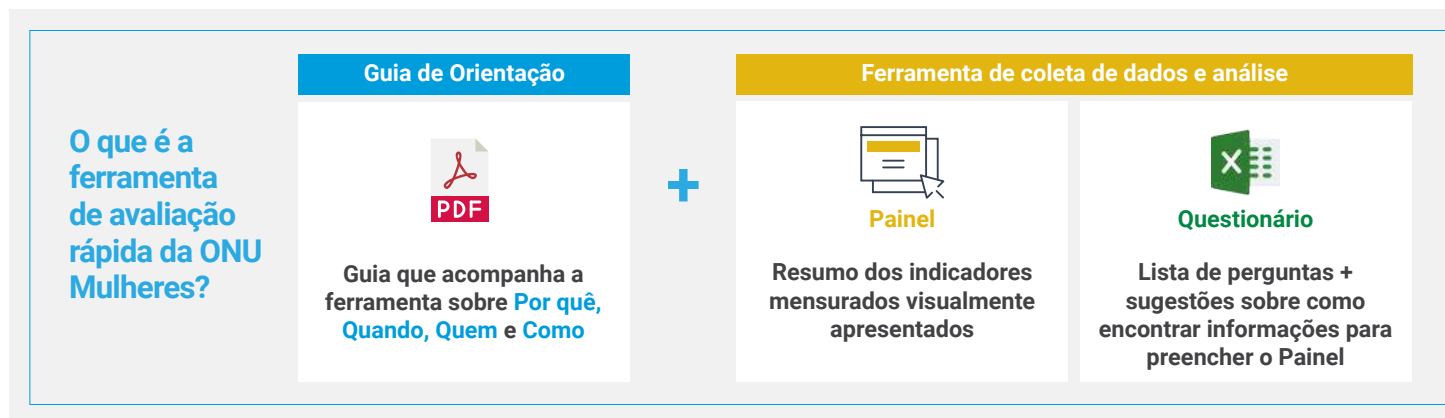 O que é a
ferramenta
de avaliação
rápida da ONU
Mulheres?
Guia de Orientação
PDF
Guia que acompanha a
ferramenta sobre Por quê,
Quando, Quem e Como
+
Ferramenta de coleta de dados e análise
Painel
Resumo dos indicadores
mensurados visualmente
apresentados
X
Questionário
Lista de perguntas +
sugestões sobre como
encontrar informações para
preencher o Painel